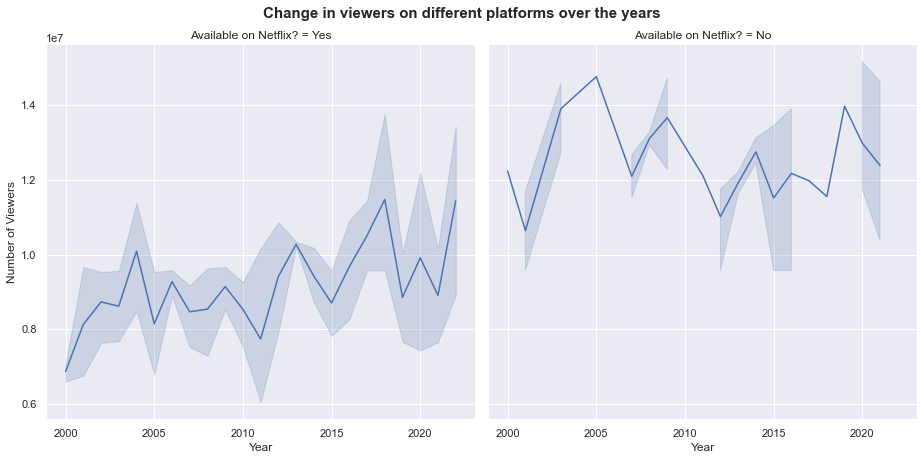 Change in viewers on different platforms over the years
1e7
Available on Netflix? = Yes
Available on Netflix? = No
1.4
1.2
1.0
0.8
0.6
Number of Viewers
2000 2005 2010 2015 2020
2000 2005 2010 2015 2020
Year
Year